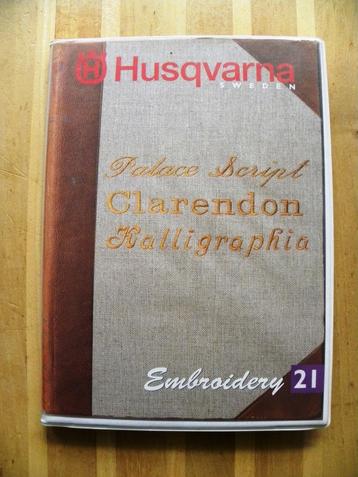 Husqvarna
SWEDEN
Palace Script
Clarendon
Kalligraphia
Embroidery 21